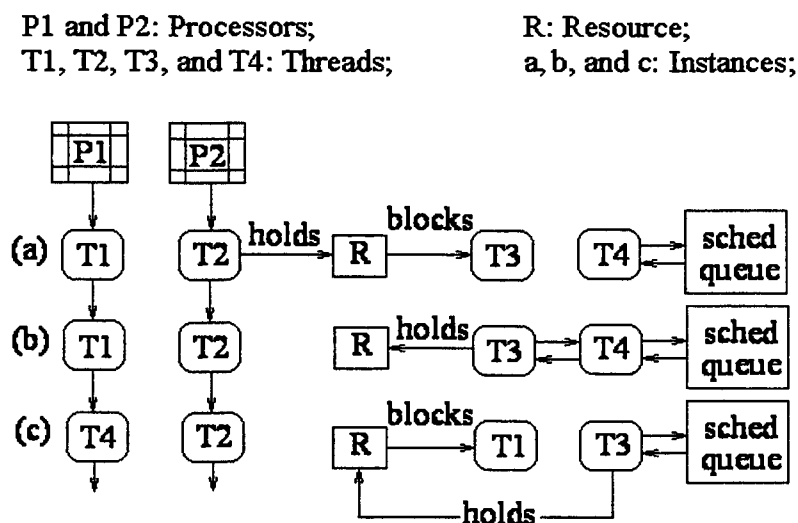 P1 and P2: Processors; R: Resource;
T1, T2, T3, and T4: Threads; a, b, and c: Instances;
P1 P2
(a) T1 T2 holds R blocks T3 T4 sched queue
(b) T1 T2 R holds T3 T4 sched queue
(c) T4 T2 R blocks T1 T3 sched queue
holds